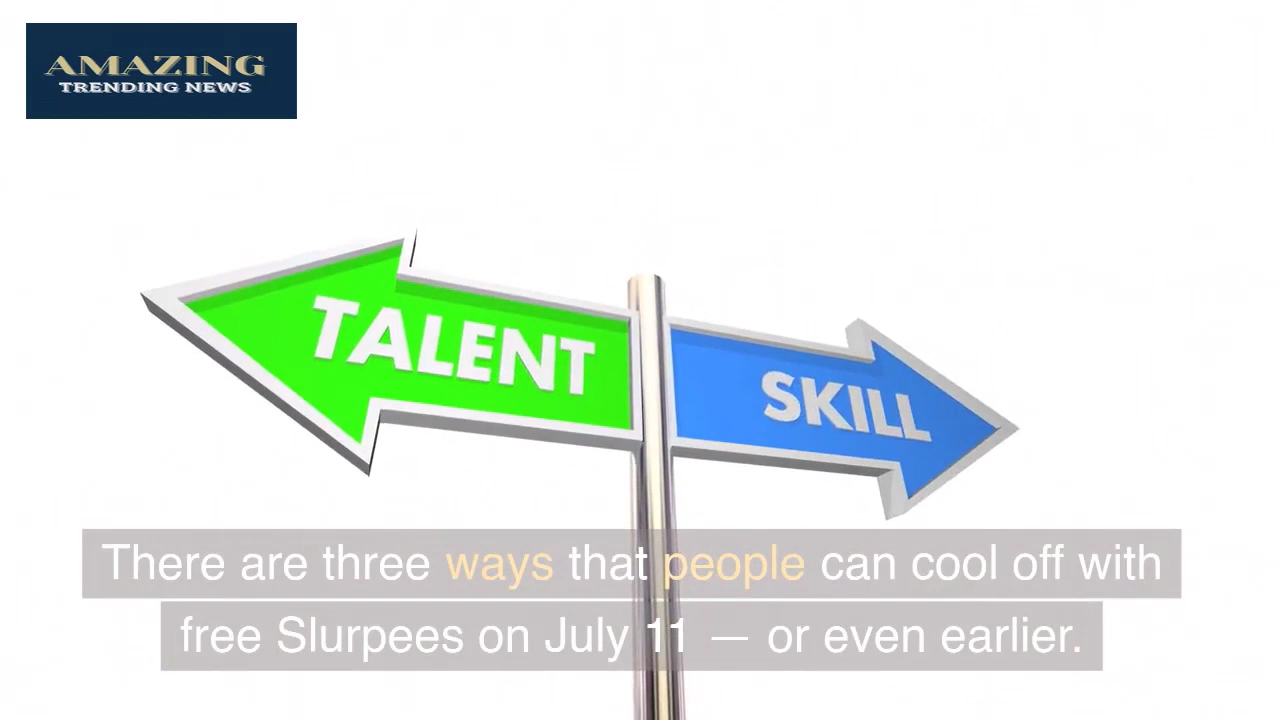 AMAZING
TRENDING NEWS
TALENT
SKILL
There are three ways that people can cool off with
free Slurpees on July 11 — or even earlier.